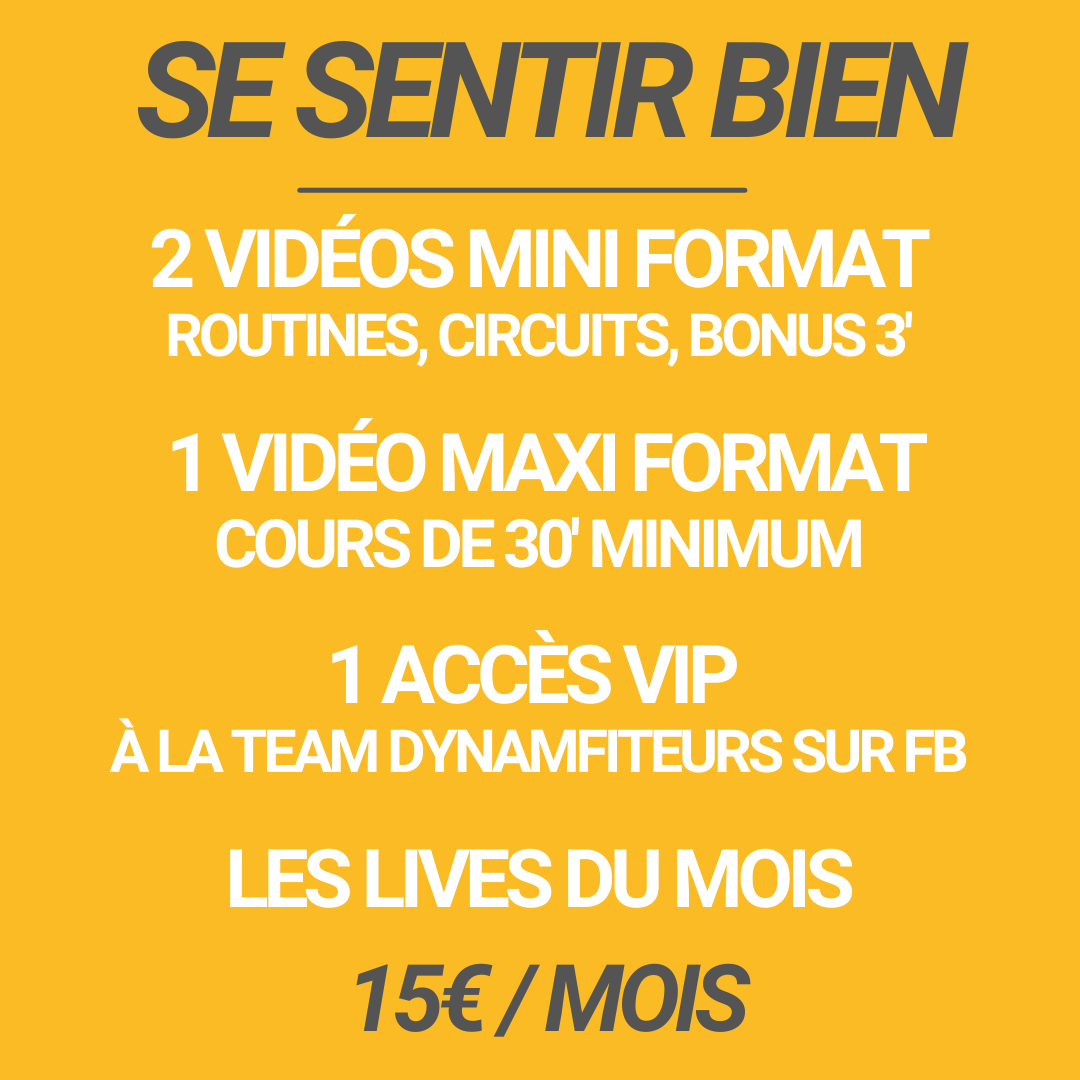 SE SENTIR BIEN
2 VIDÉOS MINI FORMAT
ROUTINES, CIRCUITS, BONUS 3'
1 VIDÉO MAXI FORMAT
COURS DE 30' MINIMUM
1 ACCÈS VIP
À LA TEAM DYNAMFITEURS SUR FB
LES LIVES DU MOIS
15€ / MOIS